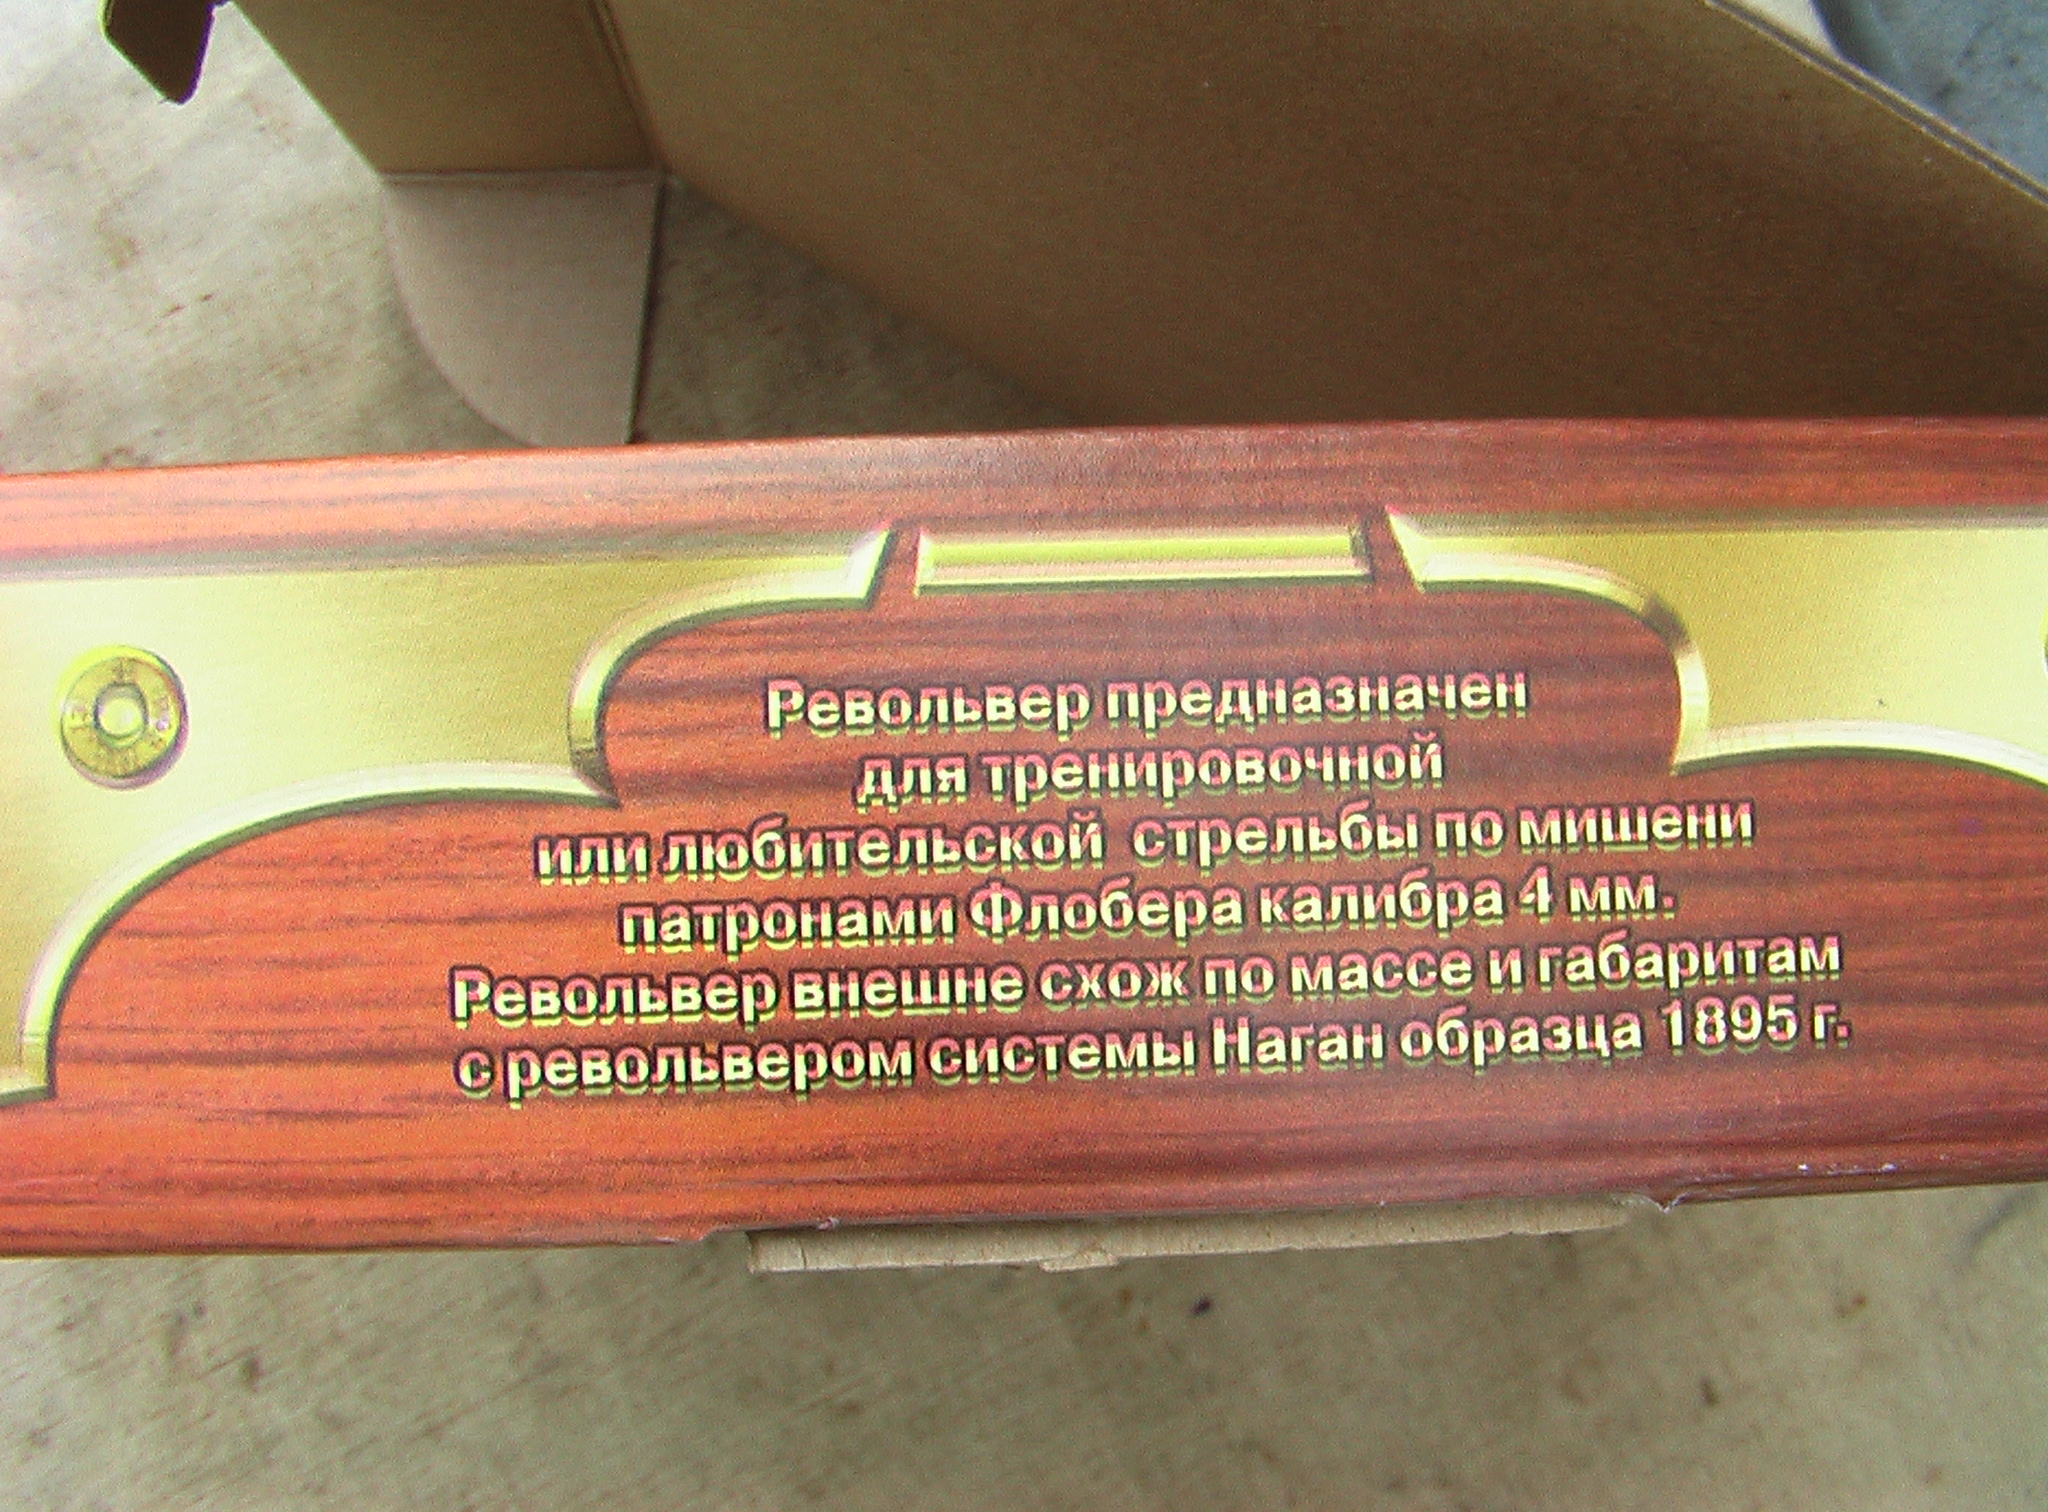 Револьвер предназначен
для тренировочной
или любительской стрельбы по мишени
патронами Флобера калибра 4 мм.
Револьвер внешне схож по массе и габаритам
с револьвером системы Наган образца 1895 г.